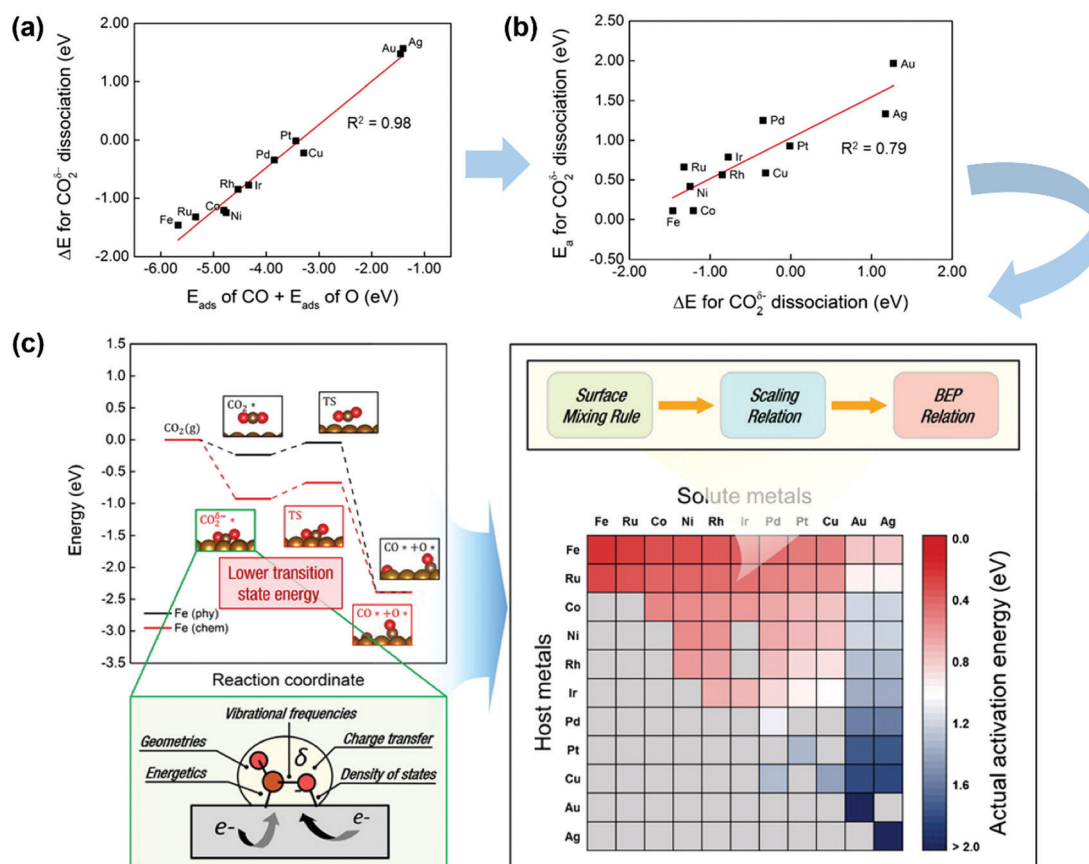 (a)
2.00
1.00
0.00
-1.00
-2.00
ΔE for CO₂^δ- dissociation (eV
Au
Ag
R² = 0.98
Pt
Pd
Cu
Rh
Ir
Co
Ru
Ni
Fe
-6.00 -5.00 -4.00 -3.00 -2.00 -1.00
E_ads of CO + E_ads of O (eV)
(b)
2.50
2.00
1.50
1.00
0.50
0.00
-0.50
E_a for CO₂^δ- dissociation (eV)
Au
Pd
Ag
Pt
R² = 0.79
Ir
Ru
Rh
Cu
Ni
Fe
Co
-2.00 -1.00 0.00 1.00 2.00
ΔE for CO₂^δ- dissociation (eV)
(c)
1.5
1.0
0.5
0.0
-0.5
-1.0
-1.5
-2.0
-2.5
-3.0
-3.5
Energy (eV)
CO₂ *
TS
CO₂(g)
CO₂^δ- *
TS
CO * +O *
Lower transition
state energy
CO * +O *
Fe (phy)
Fe (chem)
Reaction coordinate
Vibrational frequencies
Geometries
Charge transfer
δ
-
Energetics
Density of states
e-
e-
Surface
Mixing Rule
Scaling
Relation
BEP
Relation
Solute metals
Fe Ru Co Ni Rh Ir Pd Pt Cu Au Ag
Host metals
Fe
Ru
Co
Ni
Rh
Ir
Pd
Pt
Cu
Au
Ag
0.0
0.4
0.8
1.2
1.6
> 2.0
Actual activation energy (eV)